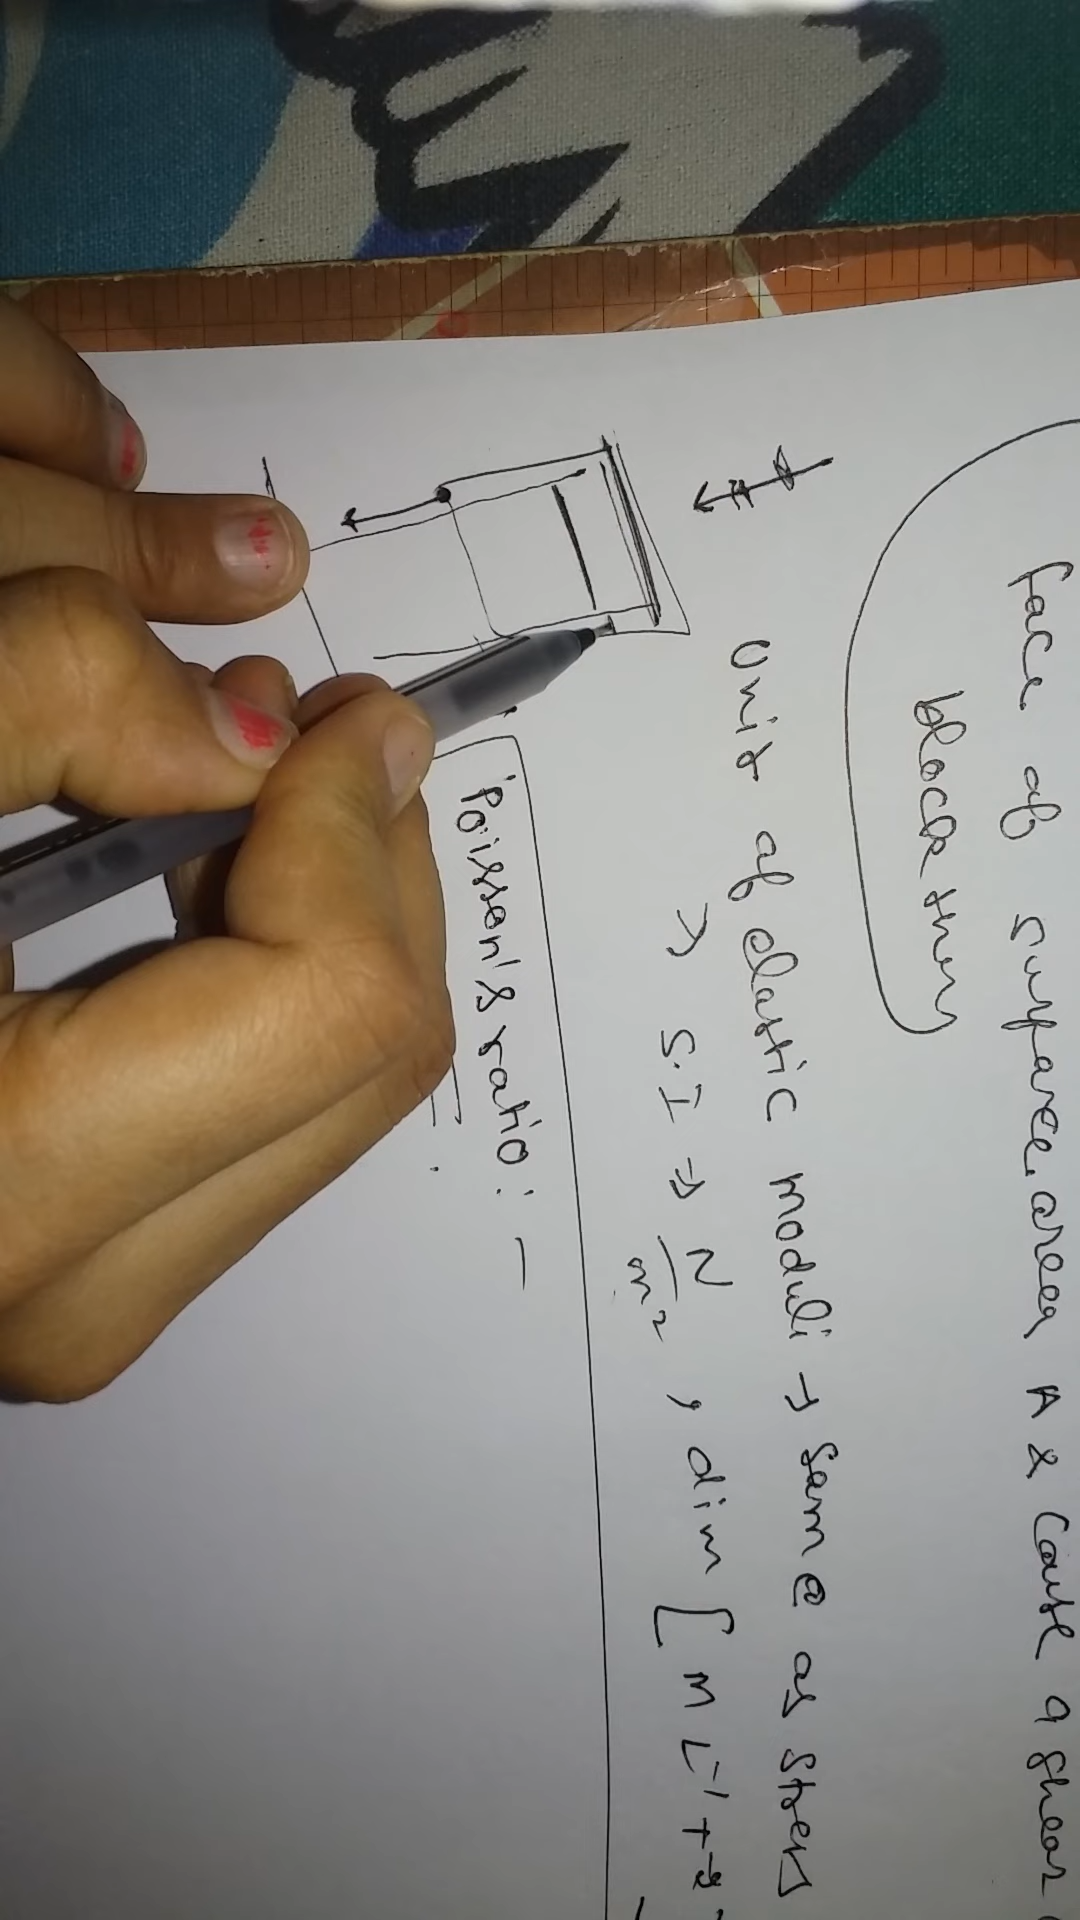 face of surface area A & Cause a shear
block then
Unit of elastic moduli → same as stress
→ S.I → N/m², dim [M L⁻¹ T⁻²
Poisson's ratio: —